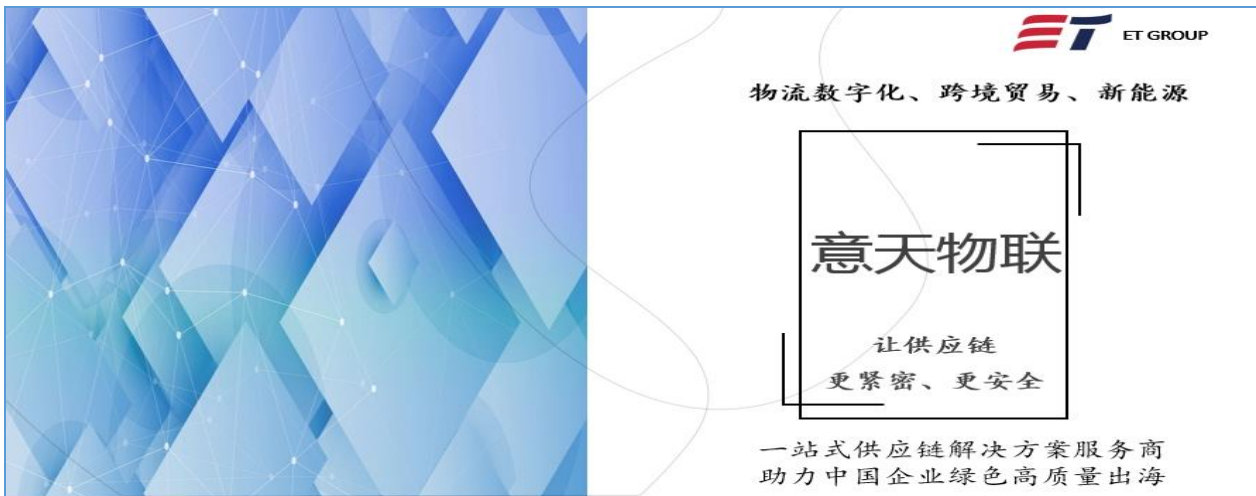 ET GROUP
物流数字化、跨境贸易、新能源
意天物联
让供应链
更紧密、更安全
一站式供应链解决方案服务商
助力中国企业绿色高质量出海